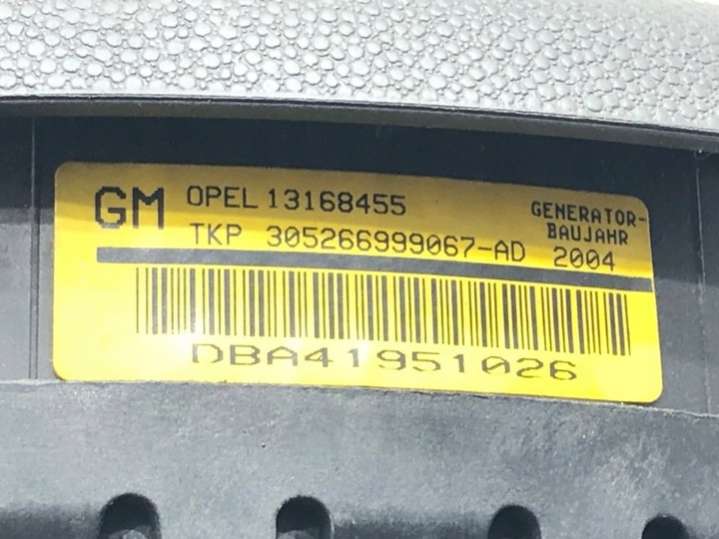 GM OPEL 13168455
TKP 305266999067-AD
GENERATOR-
BAUJAHR
2004
DBA41951026